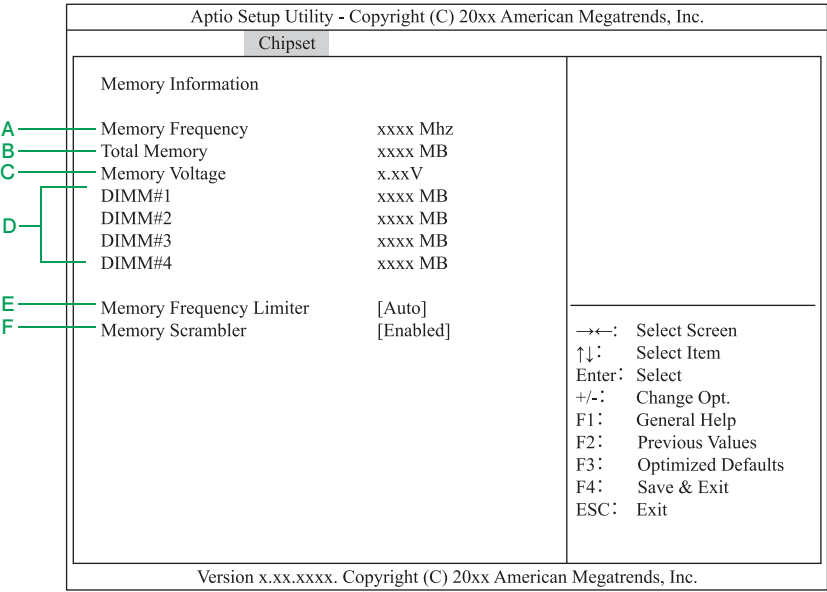 Aptio Setup Utility - Copyright (C) 20xx American Megatrends, Inc.
Chipset
Memory Information
A Memory Frequency xxxx Mhz
B Total Memory xxxx MB
C Memory Voltage x.xxV
DIMM#1 xxxx MB
D
DIMM#2 xxxx MB
DIMM#3 xxxx MB
DIMM#4 xxxx MB
E Memory Frequency Limiter [Auto]
F Memory Scrambler [Enabled]
→←: Select Screen
↑↓: Select Item
Enter: Select
+/-: Change Opt.
F1: General Help
F2: Previous Values
F3: Optimized Defaults
F4: Save & Exit
ESC: Exit
Version x.xx.xxxx. Copyright (C) 20xx American Megatrends, Inc.